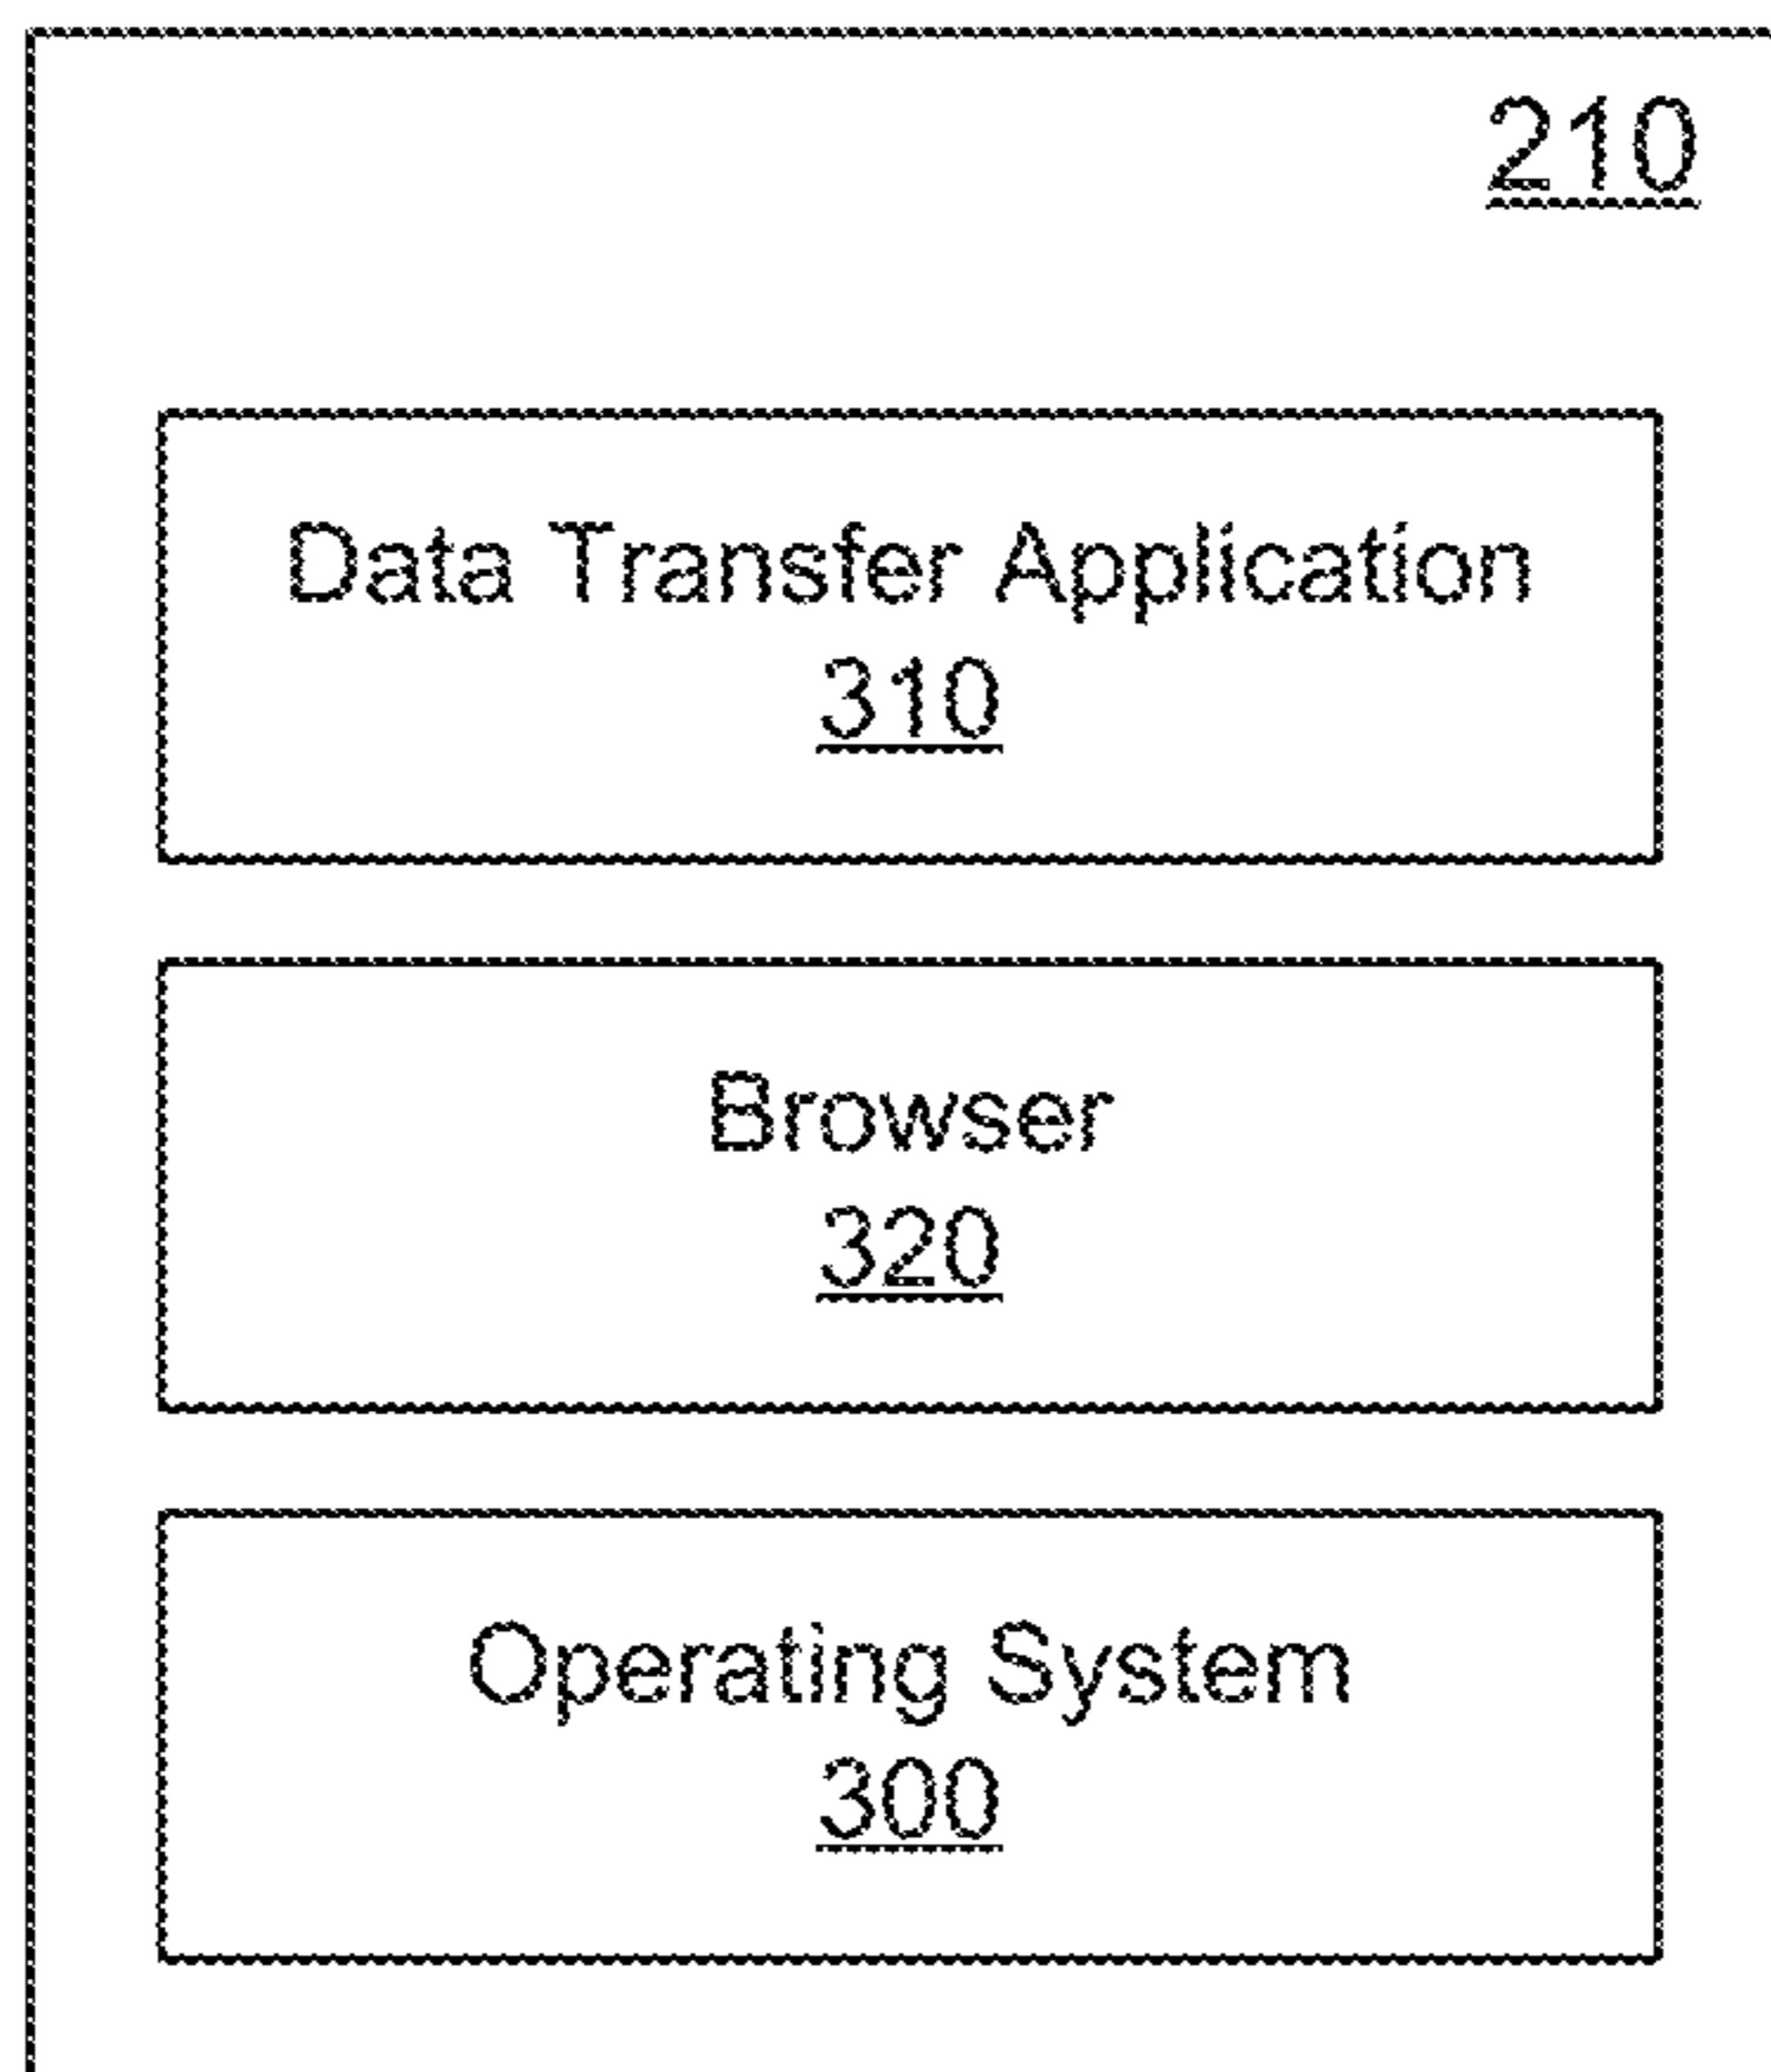 210
Data Transfer Application
310
Browser
320
Operating System
300